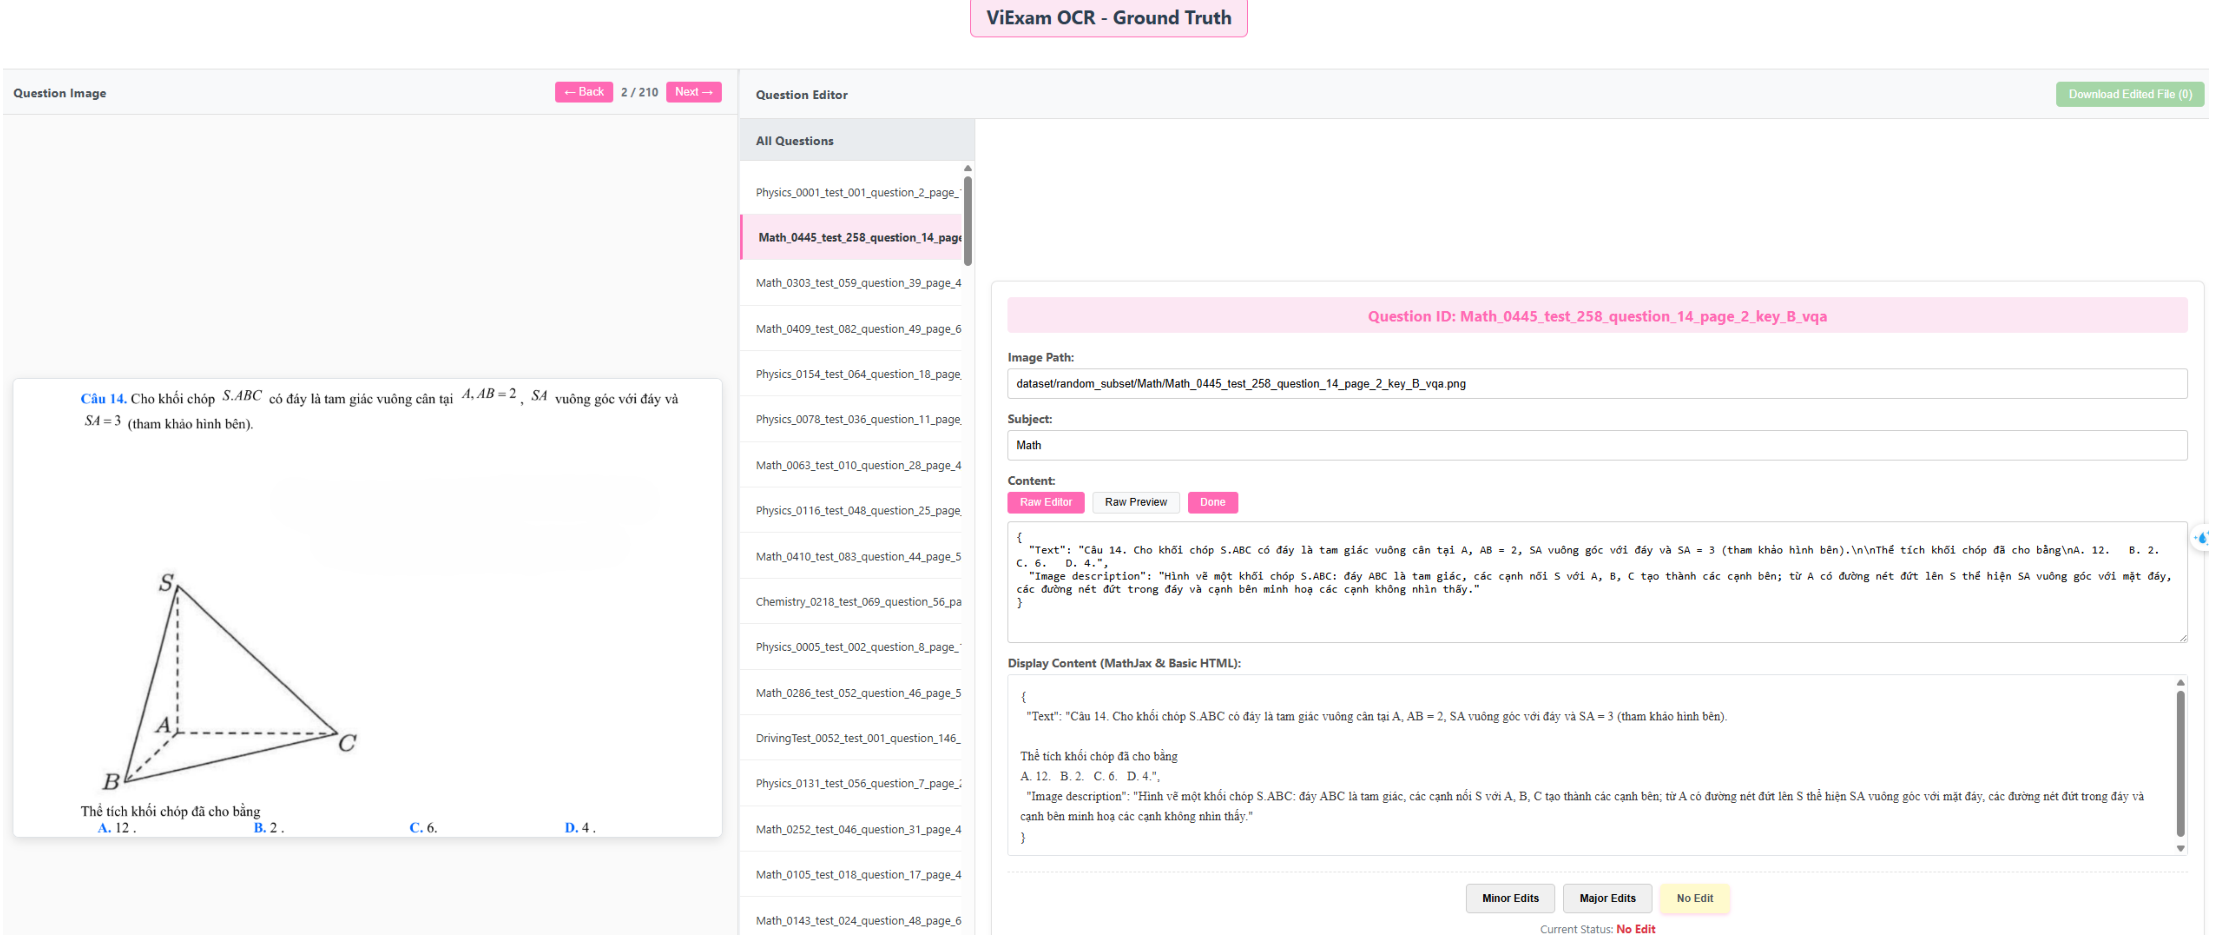 ViExam OCR - Ground Truth
Question Image
← Back 2 / 210 Next →
Câu 14. Cho khối chóp S.ABC có đáy là tam giác vuông cân tại A, AB = 2 , SA vuông góc với đáy và
SA = 3 (tham khảo hình bên).
S
A
C
B
Thể tích khối chóp đã cho bằng
A. 12 . B. 2 . C. 6. D. 4 .
Question Editor
Download Edited File (0)
All Questions
Physics_0001_test_001_question_2_page_
Math_0445_test_258_question_14_page
Math_0303_test_059_question_39_page_4
Math_0409_test_082_question_49_page_6
Physics_0154_test_064_question_18_page_
Physics_0078_test_036_question_11_page_
Math_0063_test_010_question_28_page_4
Physics_0116_test_048_question_25_page_
Math_0410_test_083_question_44_page_5
Chemistry_0218_test_069_question_56_pa
Physics_0005_test_002_question_8_page_
Math_0286_test_052_question_46_page_5
DrivingTest_0052_test_001_question_146_
Physics_0131_test_056_question_7_page_2
Math_0252_test_046_question_31_page_4
Math_0105_test_018_question_17_page_4
Math_0143_test_024_question_48_page_6
Question ID: Math_0445_test_258_question_14_page_2_key_B_vqa
Image Path:
dataset/random_subset/Math/Math_0445_test_258_question_14_page_2_key_B_vqa.png
Subject:
Math
Content:
Raw Editor Raw Preview Done
{
"Text": "Câu 14. Cho khối chóp S.ABC có đáy là tam giác vuông cân tại A, AB = 2, SA vuông góc với đáy và SA = 3 (tham khảo hình bên).\n\nThể tích khối chóp đã cho bằng\nA. 12. B. 2.
C. 6. D. 4.",
"Image description": "Hình vẽ một khối chóp S.ABC: đáy ABC là tam giác, các cạnh nối S với A, B, C tạo thành các cạnh bên; từ A có đường nét đứt lên S thể hiện SA vuông góc với mặt đáy,
các đường nét đứt trong đáy và cạnh bên minh hoạ các cạnh không nhìn thấy."
}
Display Content (MathJax & Basic HTML):
{
"Text": "Câu 14. Cho khối chóp S.ABC có đáy là tam giác vuông cân tại A, AB = 2, SA vuông góc với đáy và SA = 3 (tham khảo hình bên).
Thể tích khối chóp đã cho bằng
A. 12. B. 2. C. 6. D. 4.",
"Image description": "Hình vẽ một khối chóp S.ABC: đáy ABC là tam giác, các cạnh nối S với A, B, C tạo thành các cạnh bên; từ A có đường nét đứt lên S thể hiện SA vuông góc với mặt đáy, các đường nét đứt trong đáy và
cạnh bên minh hoạ các cạnh không nhìn thấy."
}
Minor Edits Major Edits No Edit
Current Status: No Edit